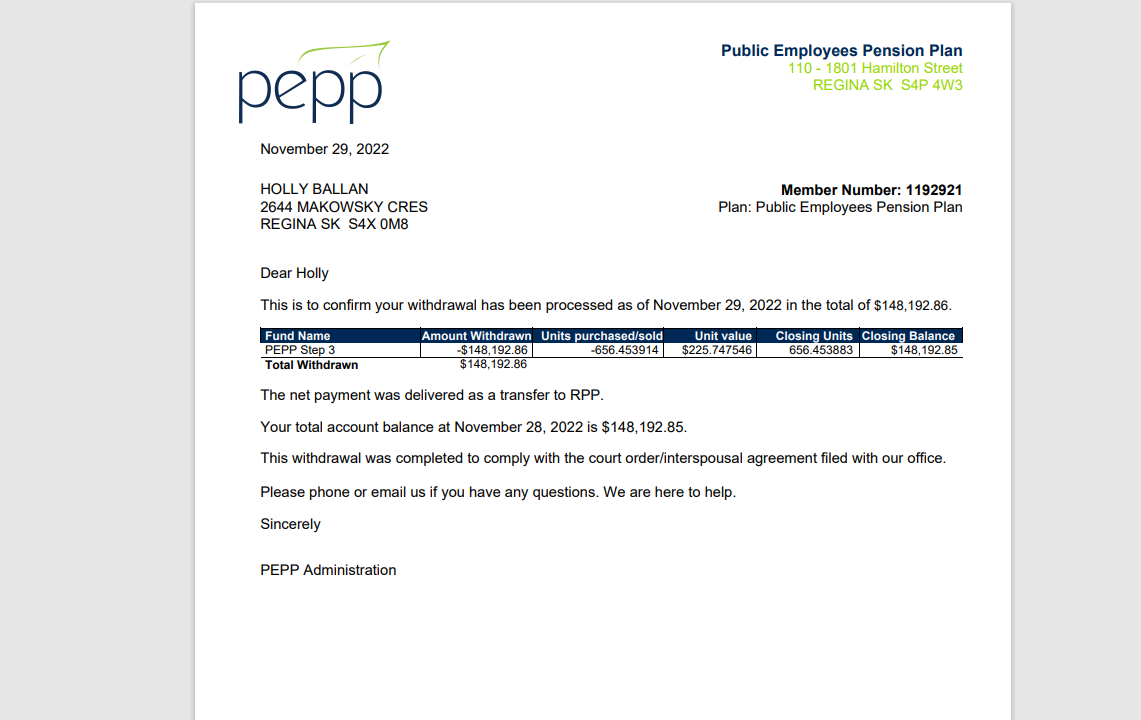 pepp
Public Employees Pension Plan
110 - 1801 Hamilton Street
REGINA SK  S4P 4W3
November 29, 2022
HOLLY BALLAN
2644 MAKOWSKY CRES
REGINA SK  S4X 0M8
Member Number: 1192921
Plan: Public Employees Pension Plan
Dear Holly
This is to confirm your withdrawal has been processed as of November 29, 2022 in the total of $148,192.86.
Fund Name Amount Withdrawn Units purchased/sold Unit value Closing Units Closing Balance
PEPP Step 3 -$148,192.86 -656.453914 $225.747546 656.453883 $148,192.85
Total Withdrawn $148,192.86
The net payment was delivered as a transfer to RPP.
Your total account balance at November 28, 2022 is $148,192.85.
This withdrawal was completed to comply with the court order/interspousal agreement filed with our office.
Please phone or email us if you have any questions. We are here to help.
Sincerely
PEPP Administration